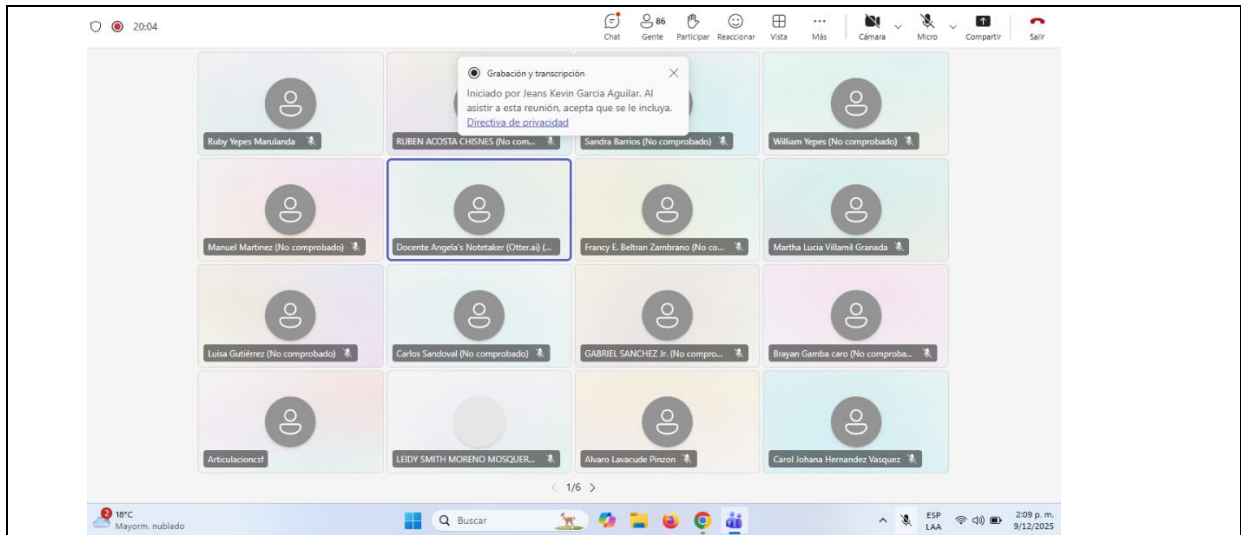 20:04
86
Chat Gente Participar Reaccionar Vista Más Cámara Micro Compartir Salir
Grabación y transcripción
Iniciado por Jeans Kevin Garcia Aguilar. Al
asistir a esta reunión, acepta que se le incluya.
Directiva de privacidad
Ruby Yepes Marulanda
RUBEN ACOSTA CHISNES (No com...
Sandra Barrios (No comprobado)
William Yepes (No comprobado)
Manuel Martinez (No comprobado)
Docente Angela's Notetaker (Otter.ai) (...
Francy E. Beltran Zambrano (No co...
Martha Lucia Villamil Granada
Luisa Gutiérrez (No comprobado)
Carlos Sandoval (No comprobado)
GABRIEL SANCHEZ Jr. (No compro...
Brayan Gamba caro (No comproba...
Articulacioncsf
LEIDY SMITH MORENO MOSQUER...
Alvaro Lavacude Pinzon
Carol Johana Hernandez Vasquez
1/6
2
18°C
Mayorm. nublado
Buscar
ESP
LAA
2:09 p. m.
9/12/2025